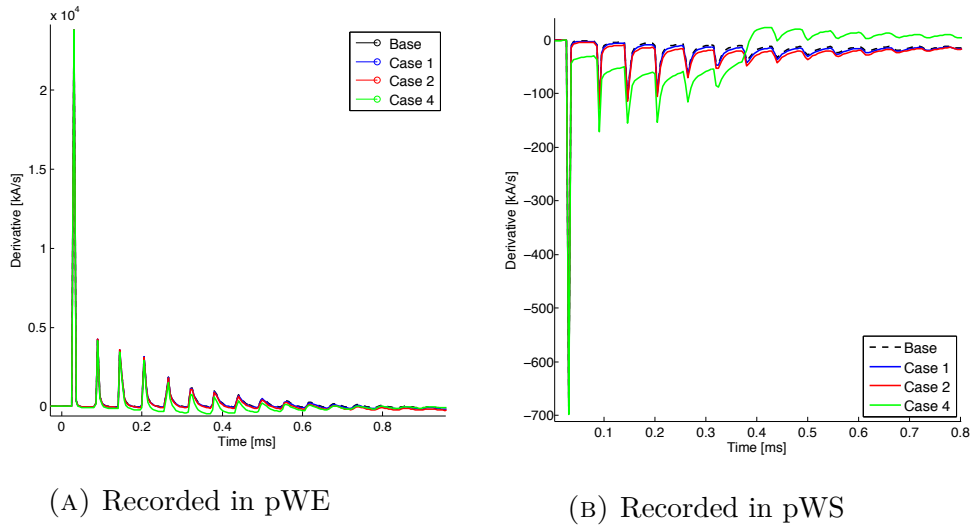 x 10⁴
2
1.5
1
0.5
0
0
0.2
0.4
0.6
0.8
Time [ms]
Derivative [kA/s]
Base
Case 1
Case 2
Case 4
(A) Recorded in pWE
0
−100
−200
−300
−400
−500
−600
−700
0.1
0.2
0.3
0.4
0.5
0.6
0.7
0.8
Time [ms]
Derivative [kA/s]
Base
Case 1
Case 2
Case 4
(B) Recorded in pWS